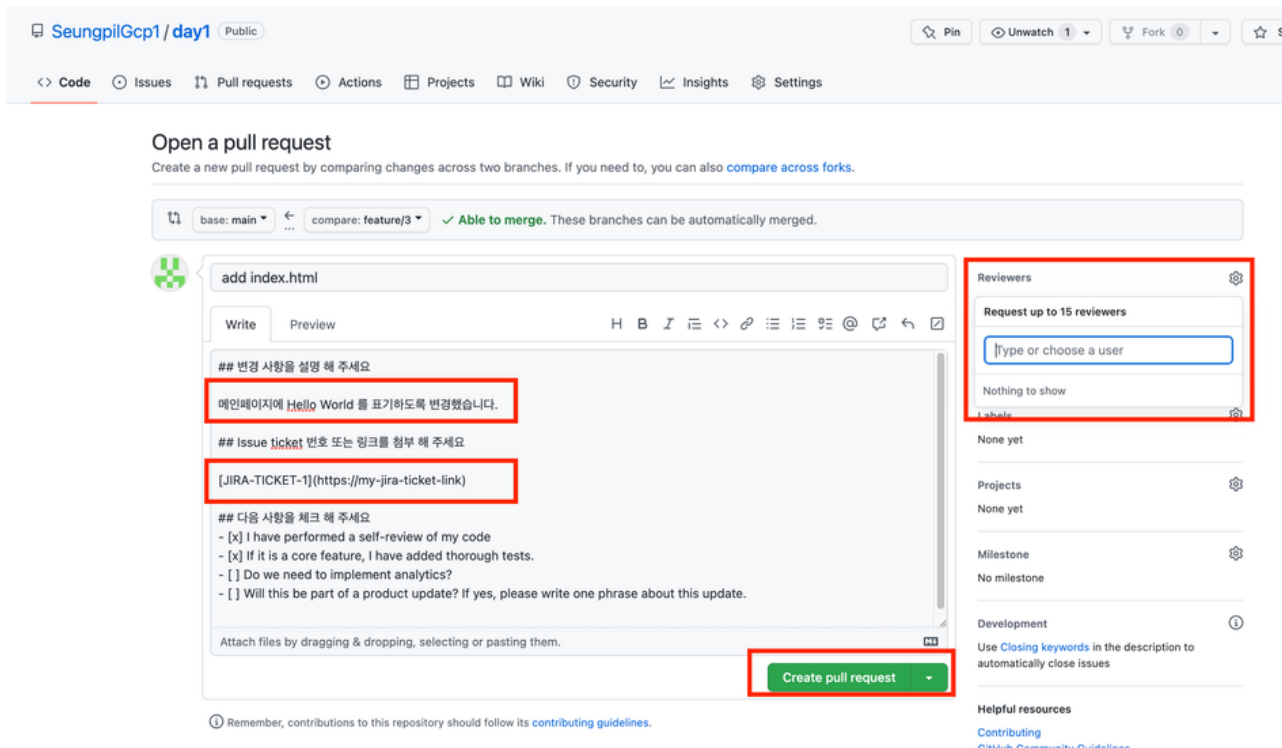 SeungpilGcp1 / day1 Public
Pin Unwatch 1 Fork 0
Code Issues Pull requests Actions Projects Wiki Security Insights Settings
Open a pull request
Create a new pull request by comparing changes across two branches. If you need to, you can also compare across forks.
base: main ← ... compare: feature/3 ✓ Able to merge. These branches can be automatically merged.
add index.html
Write Preview
## 변경 사항을 설명 해 주세요
메인페이지에 Hello World 를 표기하도록 변경했습니다.
## Issue ticket 번호 또는 링크를 첨부 해 주세요
[JIRA-TICKET-1](https://my-jira-ticket-link)
## 다음 사항을 체크 해 주세요
- [x] I have performed a self-review of my code
- [x] If it is a core feature, I have added thorough tests.
- [ ] Do we need to implement analytics?
- [ ] Will this be part of a product update? If yes, please write one phrase about this update.
Attach files by dragging & dropping, selecting or pasting them.
Create pull request
Remember, contributions to this repository should follow its contributing guidelines.
Reviewers
Request up to 15 reviewers
Type or choose a user
Nothing to show
Labels
None yet
Projects
None yet
Milestone
No milestone
Development
Use Closing keywords in the description to
automatically close issues
Helpful resources
Contributing
GitHub Community Guidelines